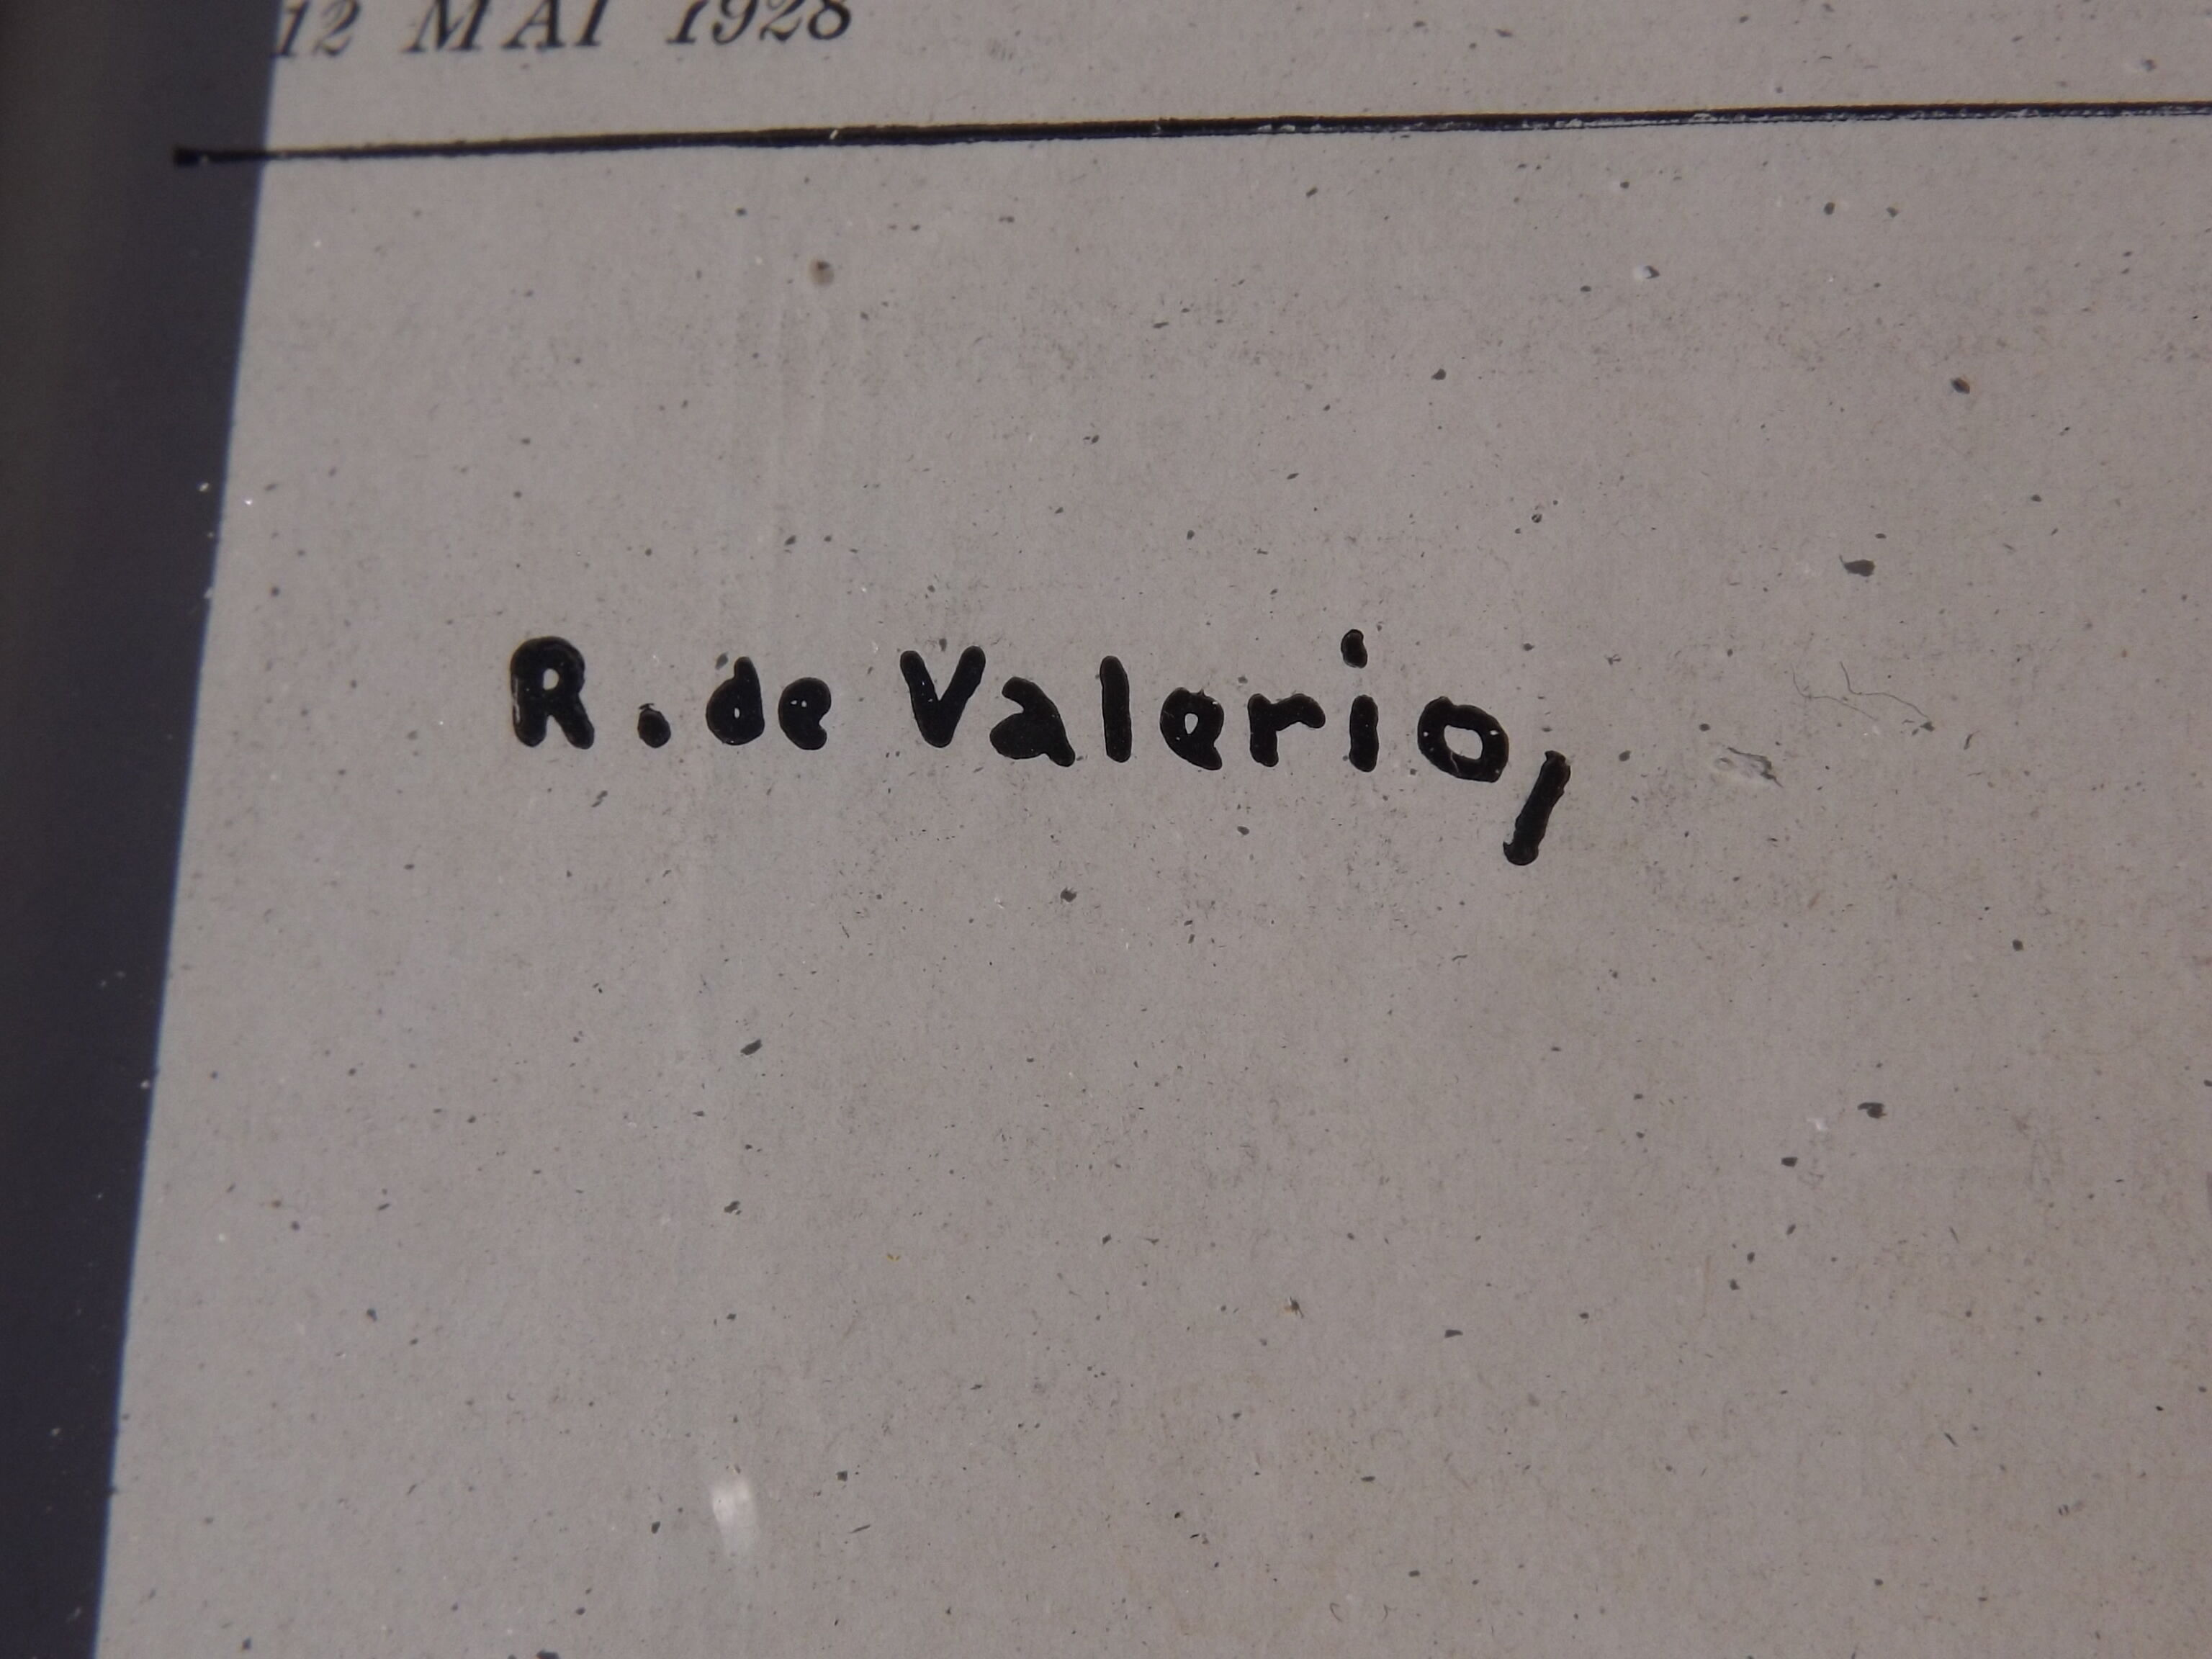 12 MAI 1928
R. de Valerio,